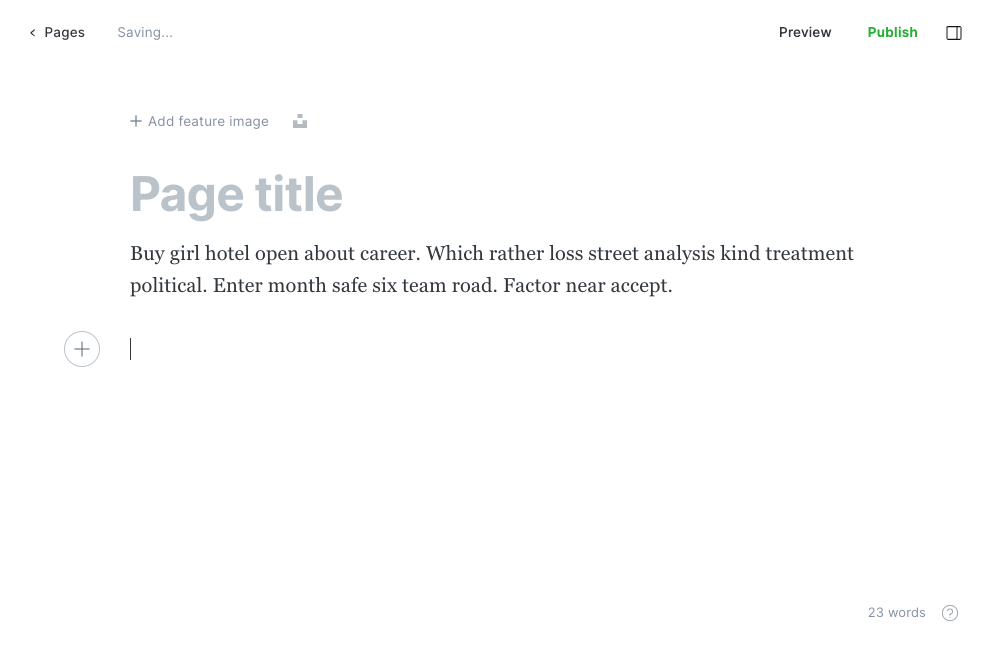 Pages
Saving...
Preview
Publish
Add feature image
Page title
Buy girl hotel open about career. Which rather loss street analysis kind treatment
political. Enter month safe six team road. Factor near accept.
23 words
?